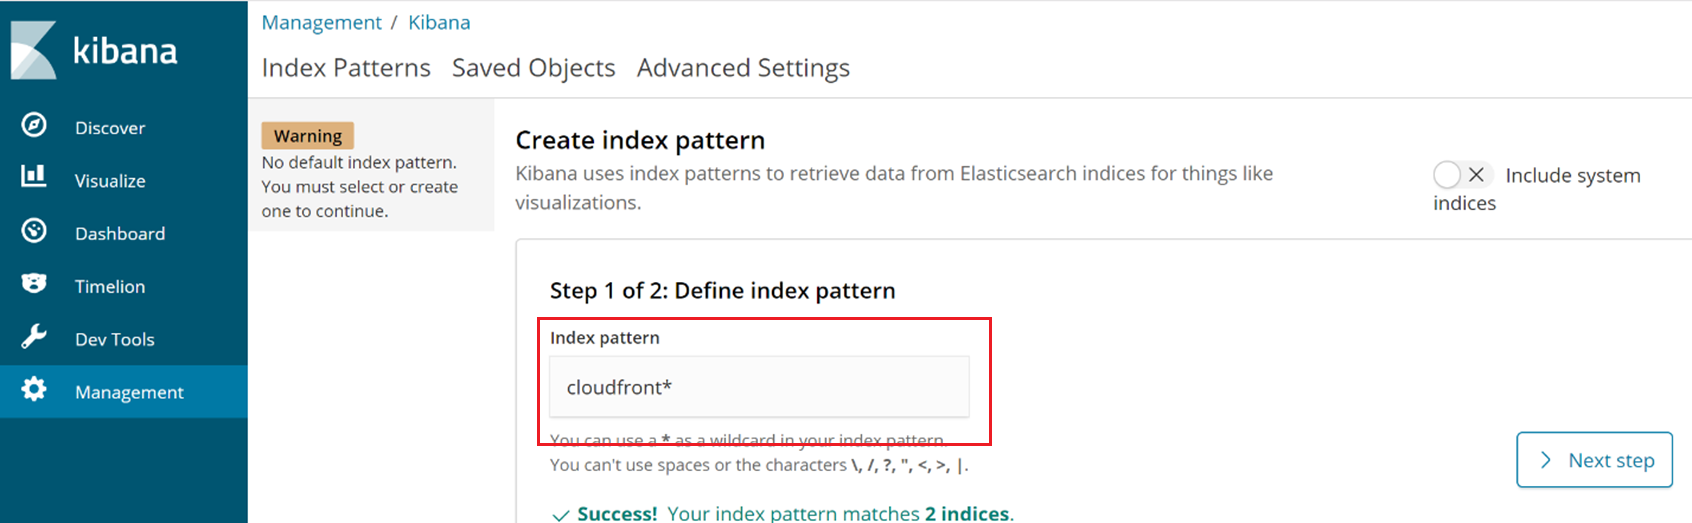 kibana
Discover
Visualize
Dashboard
Timelion
Dev Tools
Management
Management / Kibana
Index Patterns Saved Objects Advanced Settings
Warning
No default index pattern.
You must select or create
one to continue.
Create index pattern
Kibana uses index patterns to retrieve data from Elasticsearch indices for things like
visualizations.
Include system
indices
Step 1 of 2: Define index pattern
Index pattern
cloudfront*
You can use a * as a wildcard in your index pattern.
You can't use spaces or the characters \, /, ?, ", <, >, |.
Next step
Success! Your index pattern matches 2 indices.